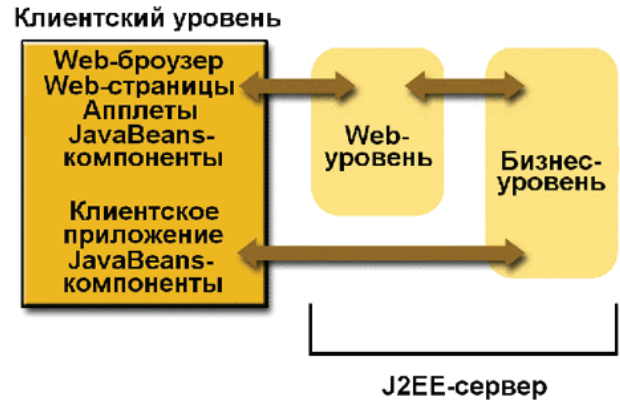 Клиентский уровень
Web-броузер
Web-страницы
Апплеты
JavaBeans-
компоненты
Клиентское
приложение
JavaBeans-
компоненты
Web-
уровень
Бизнес-
уровень
J2EE-сервер